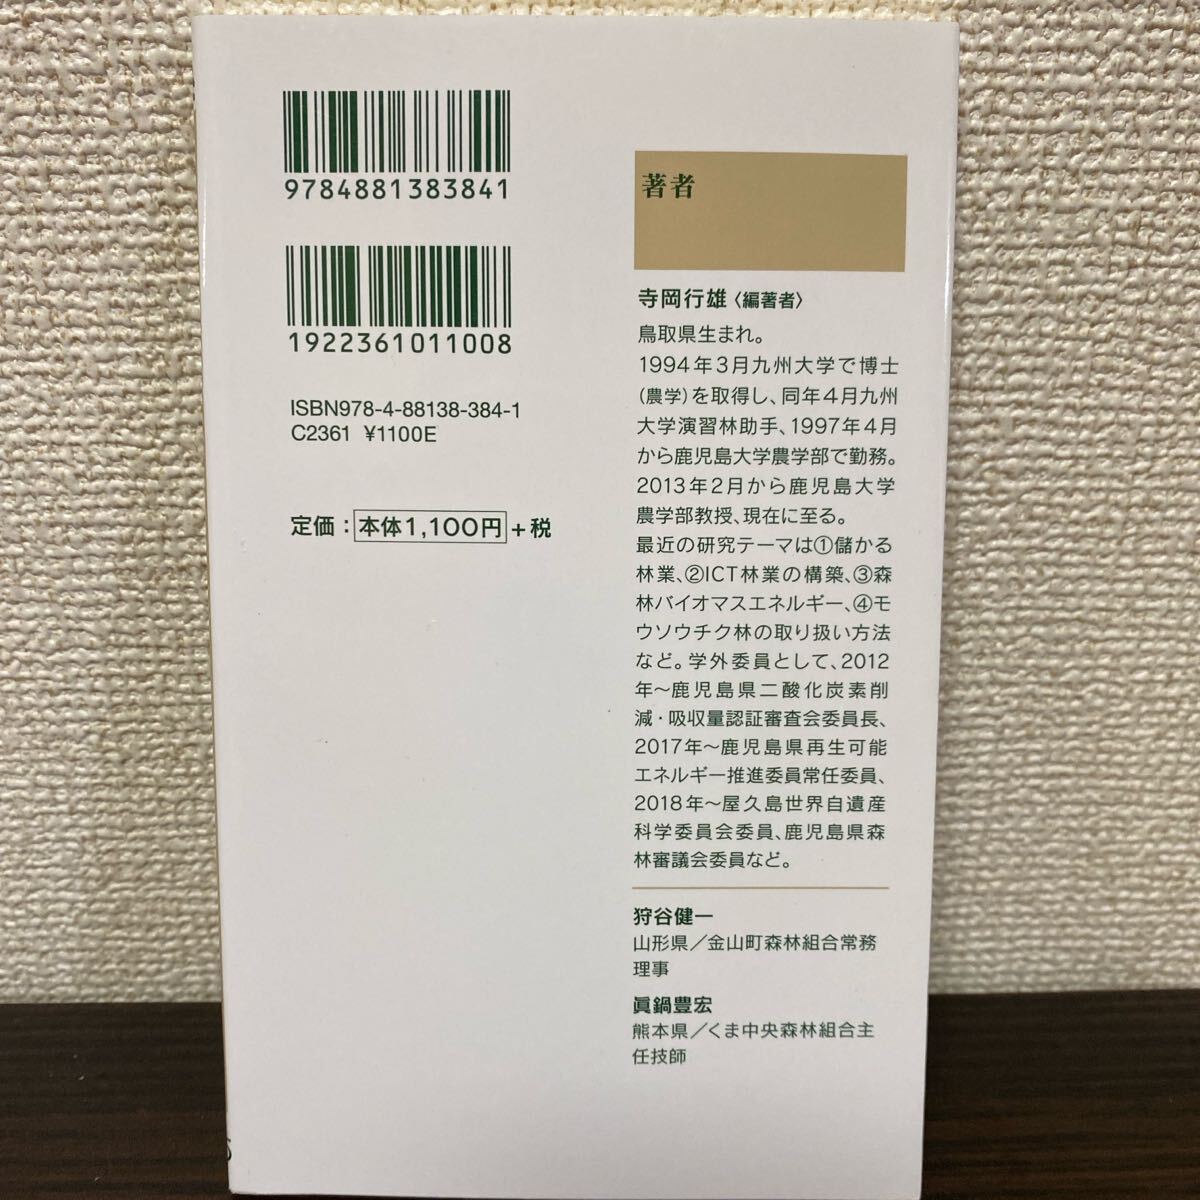 9784881383841
1922361011008
ISBN978-4-88138-384-1
C2361 ¥1100E
定価：本体1,100円+税
著者
寺岡行雄〈編著者〉
鳥取県生まれ。
1994年3月九州大学で博士
（農学）を取得し、同年4月九州
大学演習林助手、1997年4月
から鹿児島大学農学部で勤務。
2013年2月から鹿児島大学
農学部教授、現在に至る。
最近の研究テーマは①儲かる
林業、②ICT林業の構築、③森
林バイオマスエネルギー、④モ
ウソウチク林の取り扱い方法
など。学外委員として、2012
年～鹿児島県二酸化炭素削
減・吸収量認証審査会委員長、
2017年～鹿児島県再生可能
エネルギー推進委員常任委員、
2018年～屋久島世界自遺産
科学委員会委員、鹿児島県森
林審議会委員など。
狩谷健一
山形県／金山町森林組合常務
理事
眞鍋豊宏
熊本県／くま中央森林組合主
任技師